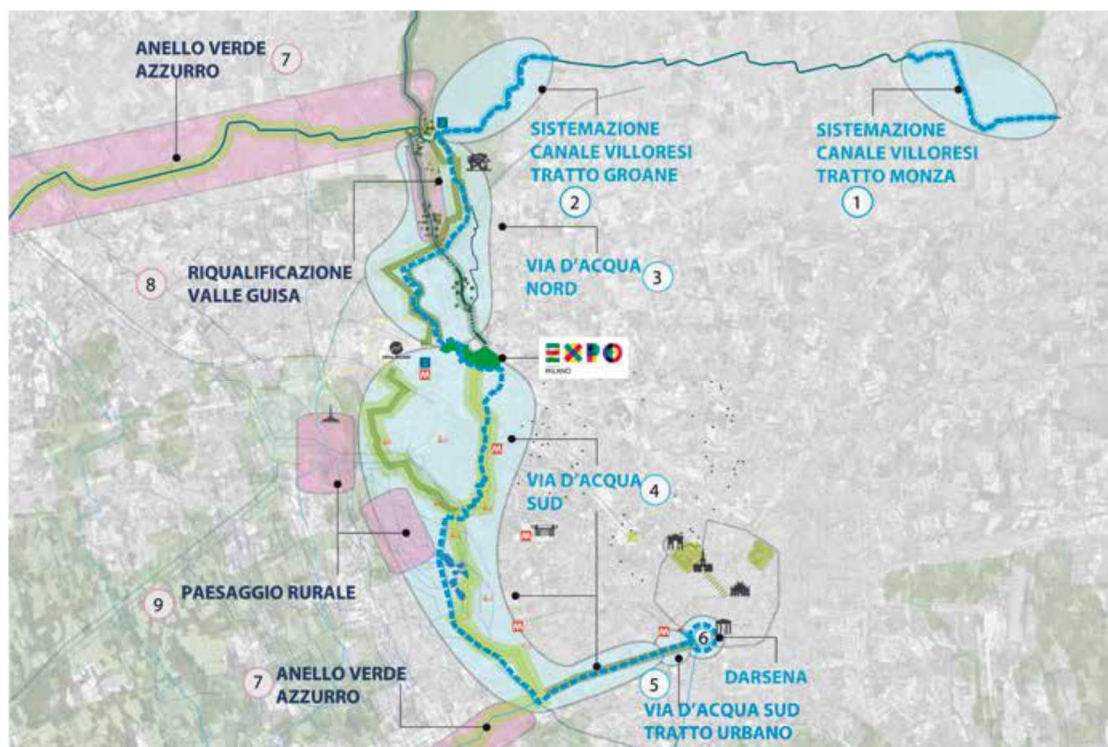 ANELLO VERDE
AZZURRO
7
SISTEMAZIONE
CANALE VILLORESI
TRATTO GROANE
2
SISTEMAZIONE
CANALE VILLORESI
TRATTO MONZA
1
8
RIQUALIFICAZIONE
VALLE GUISA
VIA D'ACQUA
NORD
3
EXPO
MILANO
M
M
VIA D'ACQUA
SUD
4
M
9
PAESAGGIO RURALE
M
M
6
7
ANELLO VERDE
AZZURRO
5
DARSENA
VIA D'ACQUA SUD
TRATTO URBANO